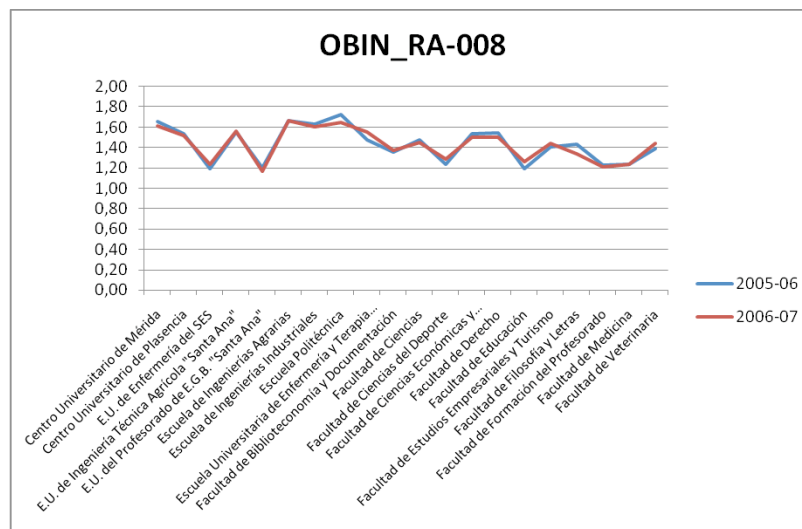 OBIN_RA-008
2,00
1,80
1,60
1,40
1,20
1,00
0,80
0,60
0,40
0,20
0,00
2005-06
2006-07
Centro Universitario de Mérida
Centro Universitario de Plasencia
E.U. de Enfermería del SES
E.U. de Ingeniería Técnica Agrícola "Santa Ana"
E.U. del Profesorado de E.G.B. "Santa Ana"
Escuela de Ingenierías Agrarias
Escuela de Ingenierías Industriales
Escuela Politécnica
Escuela Universitaria de Enfermería y Terapia...
Facultad de Biblioteconomía y Documentación
Facultad de Ciencias
Facultad de Ciencias del Deporte
Facultad de Ciencias Económicas y...
Facultad de Derecho
Facultad de Educación
Facultad de Estudios Empresariales y Turismo
Facultad de Filosofía y Letras
Facultad de Formación del Profesorado
Facultad de Medicina
Facultad de Veterinaria